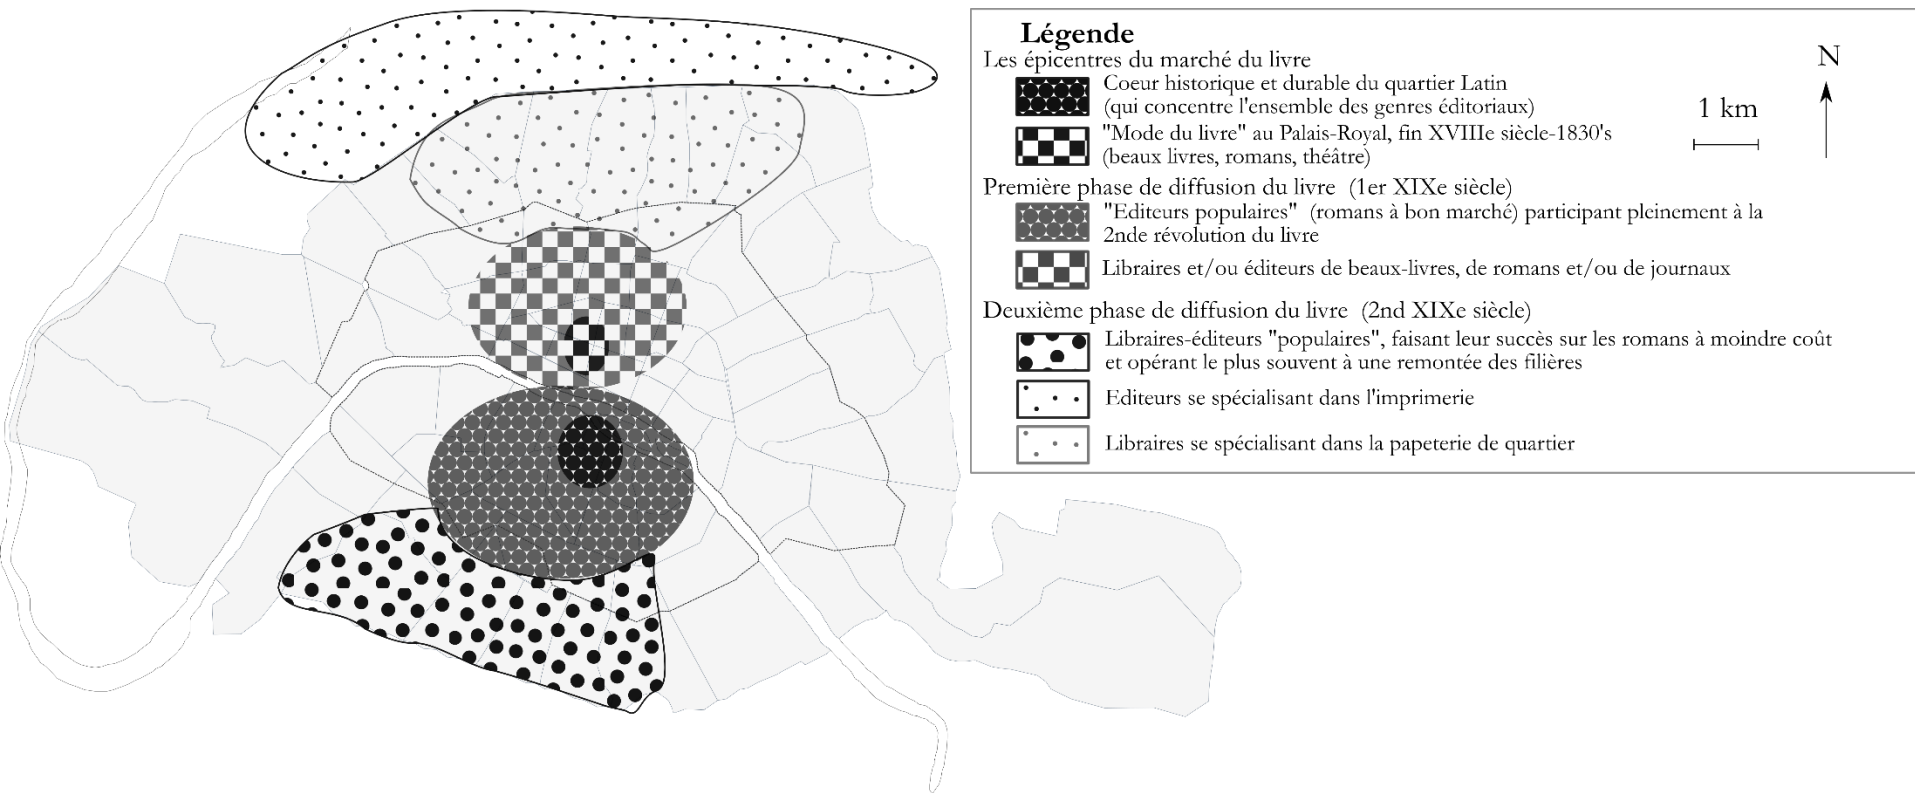 Légende
Les épicentres du marché du livre
Coeur historique et durable du quartier Latin
(qui concentre l'ensemble des genres éditoriaux)
"Mode du livre" au Palais-Royal, fin XVIIIe siècle-1830's
(beaux livres, romans, théâtre)
Première phase de diffusion du livre (1er XIXe siècle)
"Editeurs populaires" (romans à bon marché) participant pleinement à la
2nde révolution du livre
Libraires et/ou éditeurs de beaux-livres, de romans et/ou de journaux
Deuxième phase de diffusion du livre (2nd XIXe siècle)
Libraires-éditeurs "populaires", faisant leur succès sur les romans à moindre coût
et opérant le plus souvent à une remontée des filières
Editeurs se spécialisant dans l'imprimerie
Libraires se spécialisant dans la papeterie de quartier
1 km
N